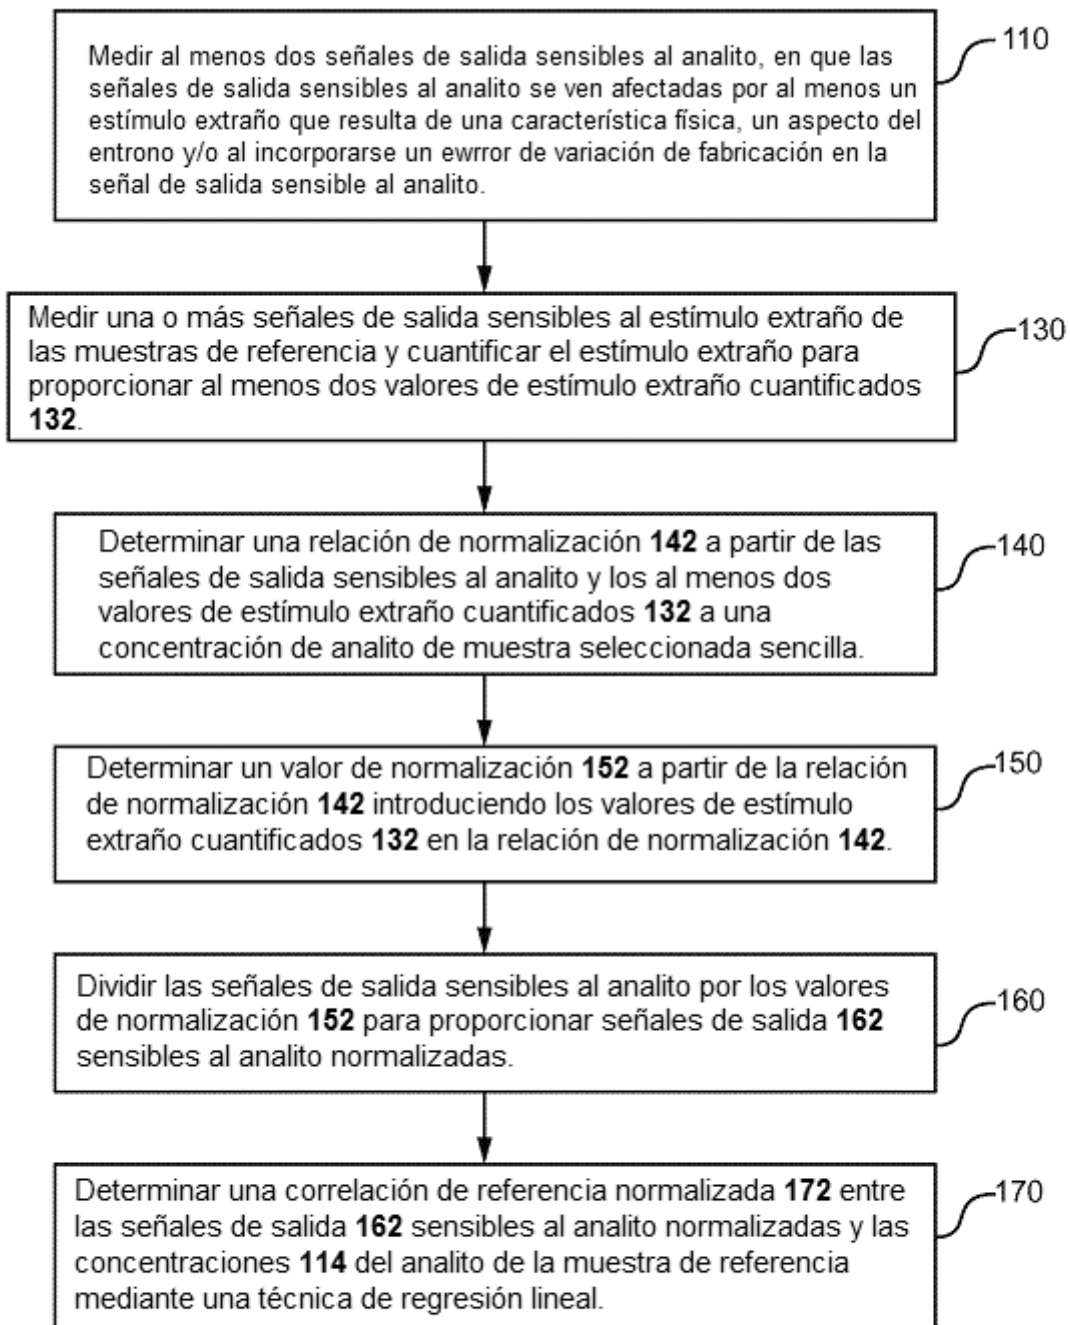 Medir al menos dos señales de salida sensibles al analito, en que las
señales de salida sensibles al analito se ven afectadas por al menos un
estímulo extraño que resulta de una característica física, un aspecto del
entrono y/o al incorporarse un ewrror de variación de fabricación en la
señal de salida sensible al analito.
110
Medir una o más señales de salida sensibles al estímulo extraño de
las muestras de referencia y cuantificar el estímulo extraño para
proporcionar al menos dos valores de estímulo extraño cuantificados
132.
130
Determinar una relación de normalización 142 a partir de las
señales de salida sensibles al analito y los al menos dos
valores de estímulo extraño cuantificados 132 a una
concentración de analito de muestra seleccionada sencilla.
140
Determinar un valor de normalización 152 a partir de la relación
de normalización 142 introduciendo los valores de estímulo
extraño cuantificados 132 en la relación de normalización 142.
150
Dividir las señales de salida sensibles al analito por los valores
de normalización 152 para proporcionar señales de salida 162
sensibles al analito normalizadas.
160
Determinar una correlación de referencia normalizada 172 entre
las señales de salida 162 sensibles al analito normalizadas y las
concentraciones 114 del analito de la muestra de referencia
mediante una técnica de regresión lineal.
170